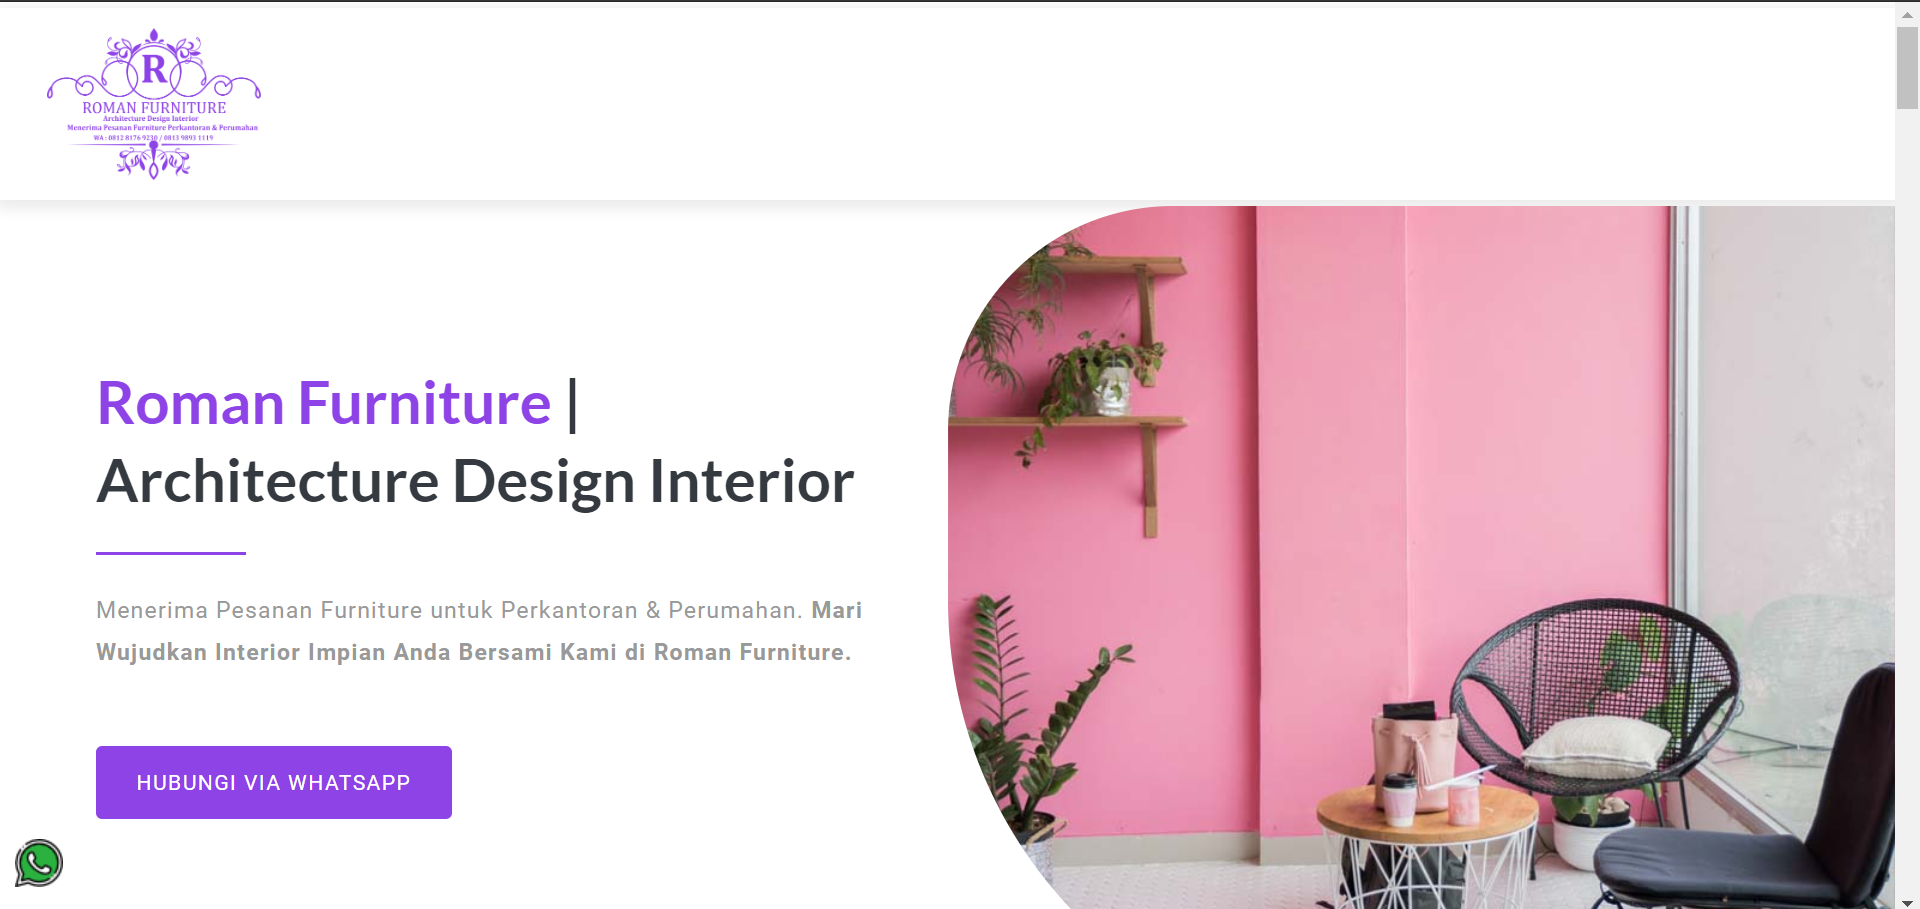 R
ROMAN FURNITURE
Architecture Design Interior
Menerima Pesanan Furniture Perkantoran & Perumahan
WA : 0812 8176 9230 / 0813 9893 1119
Roman Furniture |
Architecture Design Interior
Menerima Pesanan Furniture untuk Perkantoran & Perumahan. Mari
Wujudkan Interior Impian Anda Bersami Kami di Roman Furniture.
HUBUNGI VIA WHATSAPP